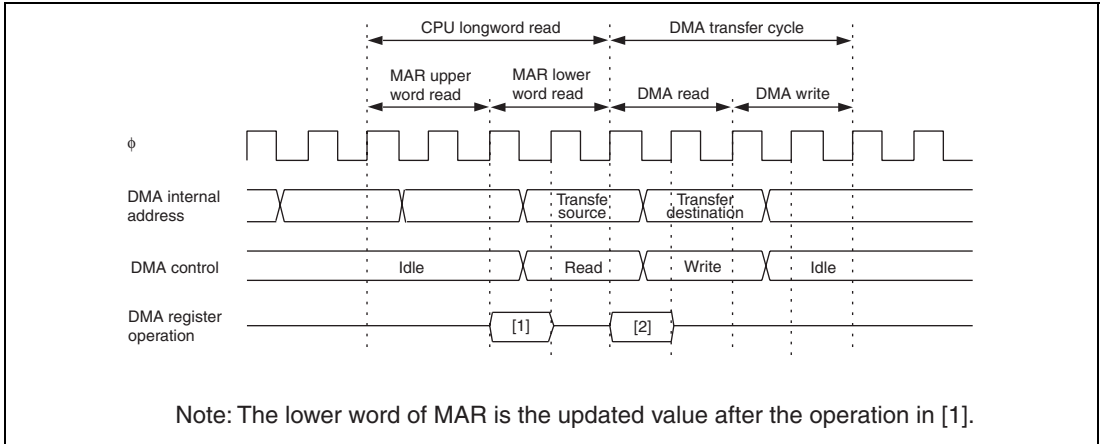 CPU longword read
DMA transfer cycle
MAR upper
word read
MAR lower
word read
DMA read
DMA write
ϕ
DMA internal
address
Transfe
source
Transfer
destination
DMA control
Idle
Read
Write
Idle
DMA register
operation
[1]
[2]
Note: The lower word of MAR is the updated value after the operation in [1].